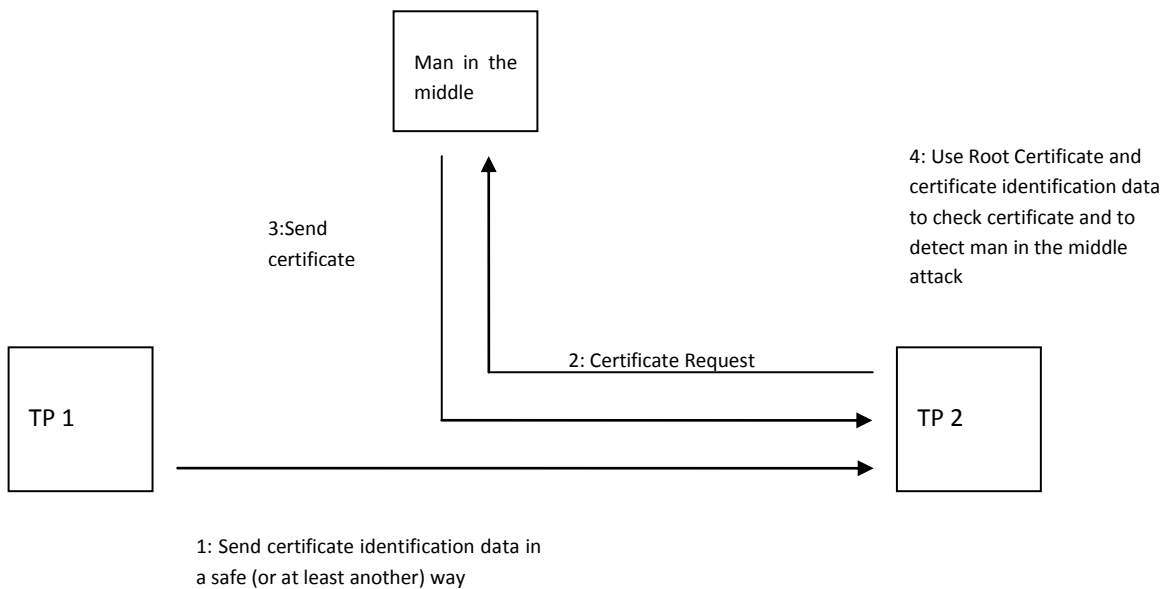 Man in the
middle
4: Use Root Certificate and
certificate identification data
to check certificate and to
detect man in the middle
attack
3:Send
certificate
2: Certificate Request
TP 1
TP 2
1: Send certificate identification data in
a safe (or at least another) way